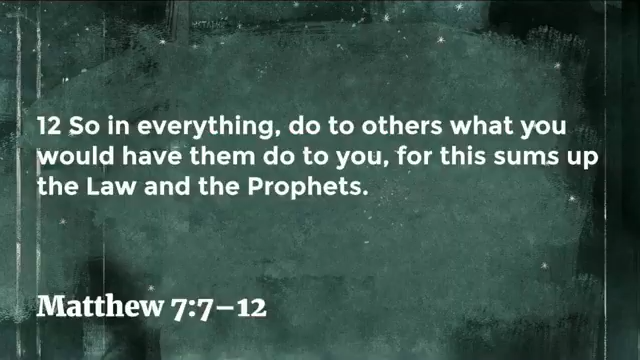 12 So in everything, do to others what you
would have them do to you, for this sums up
the Law and the Prophets.
Matthew 7:7–12